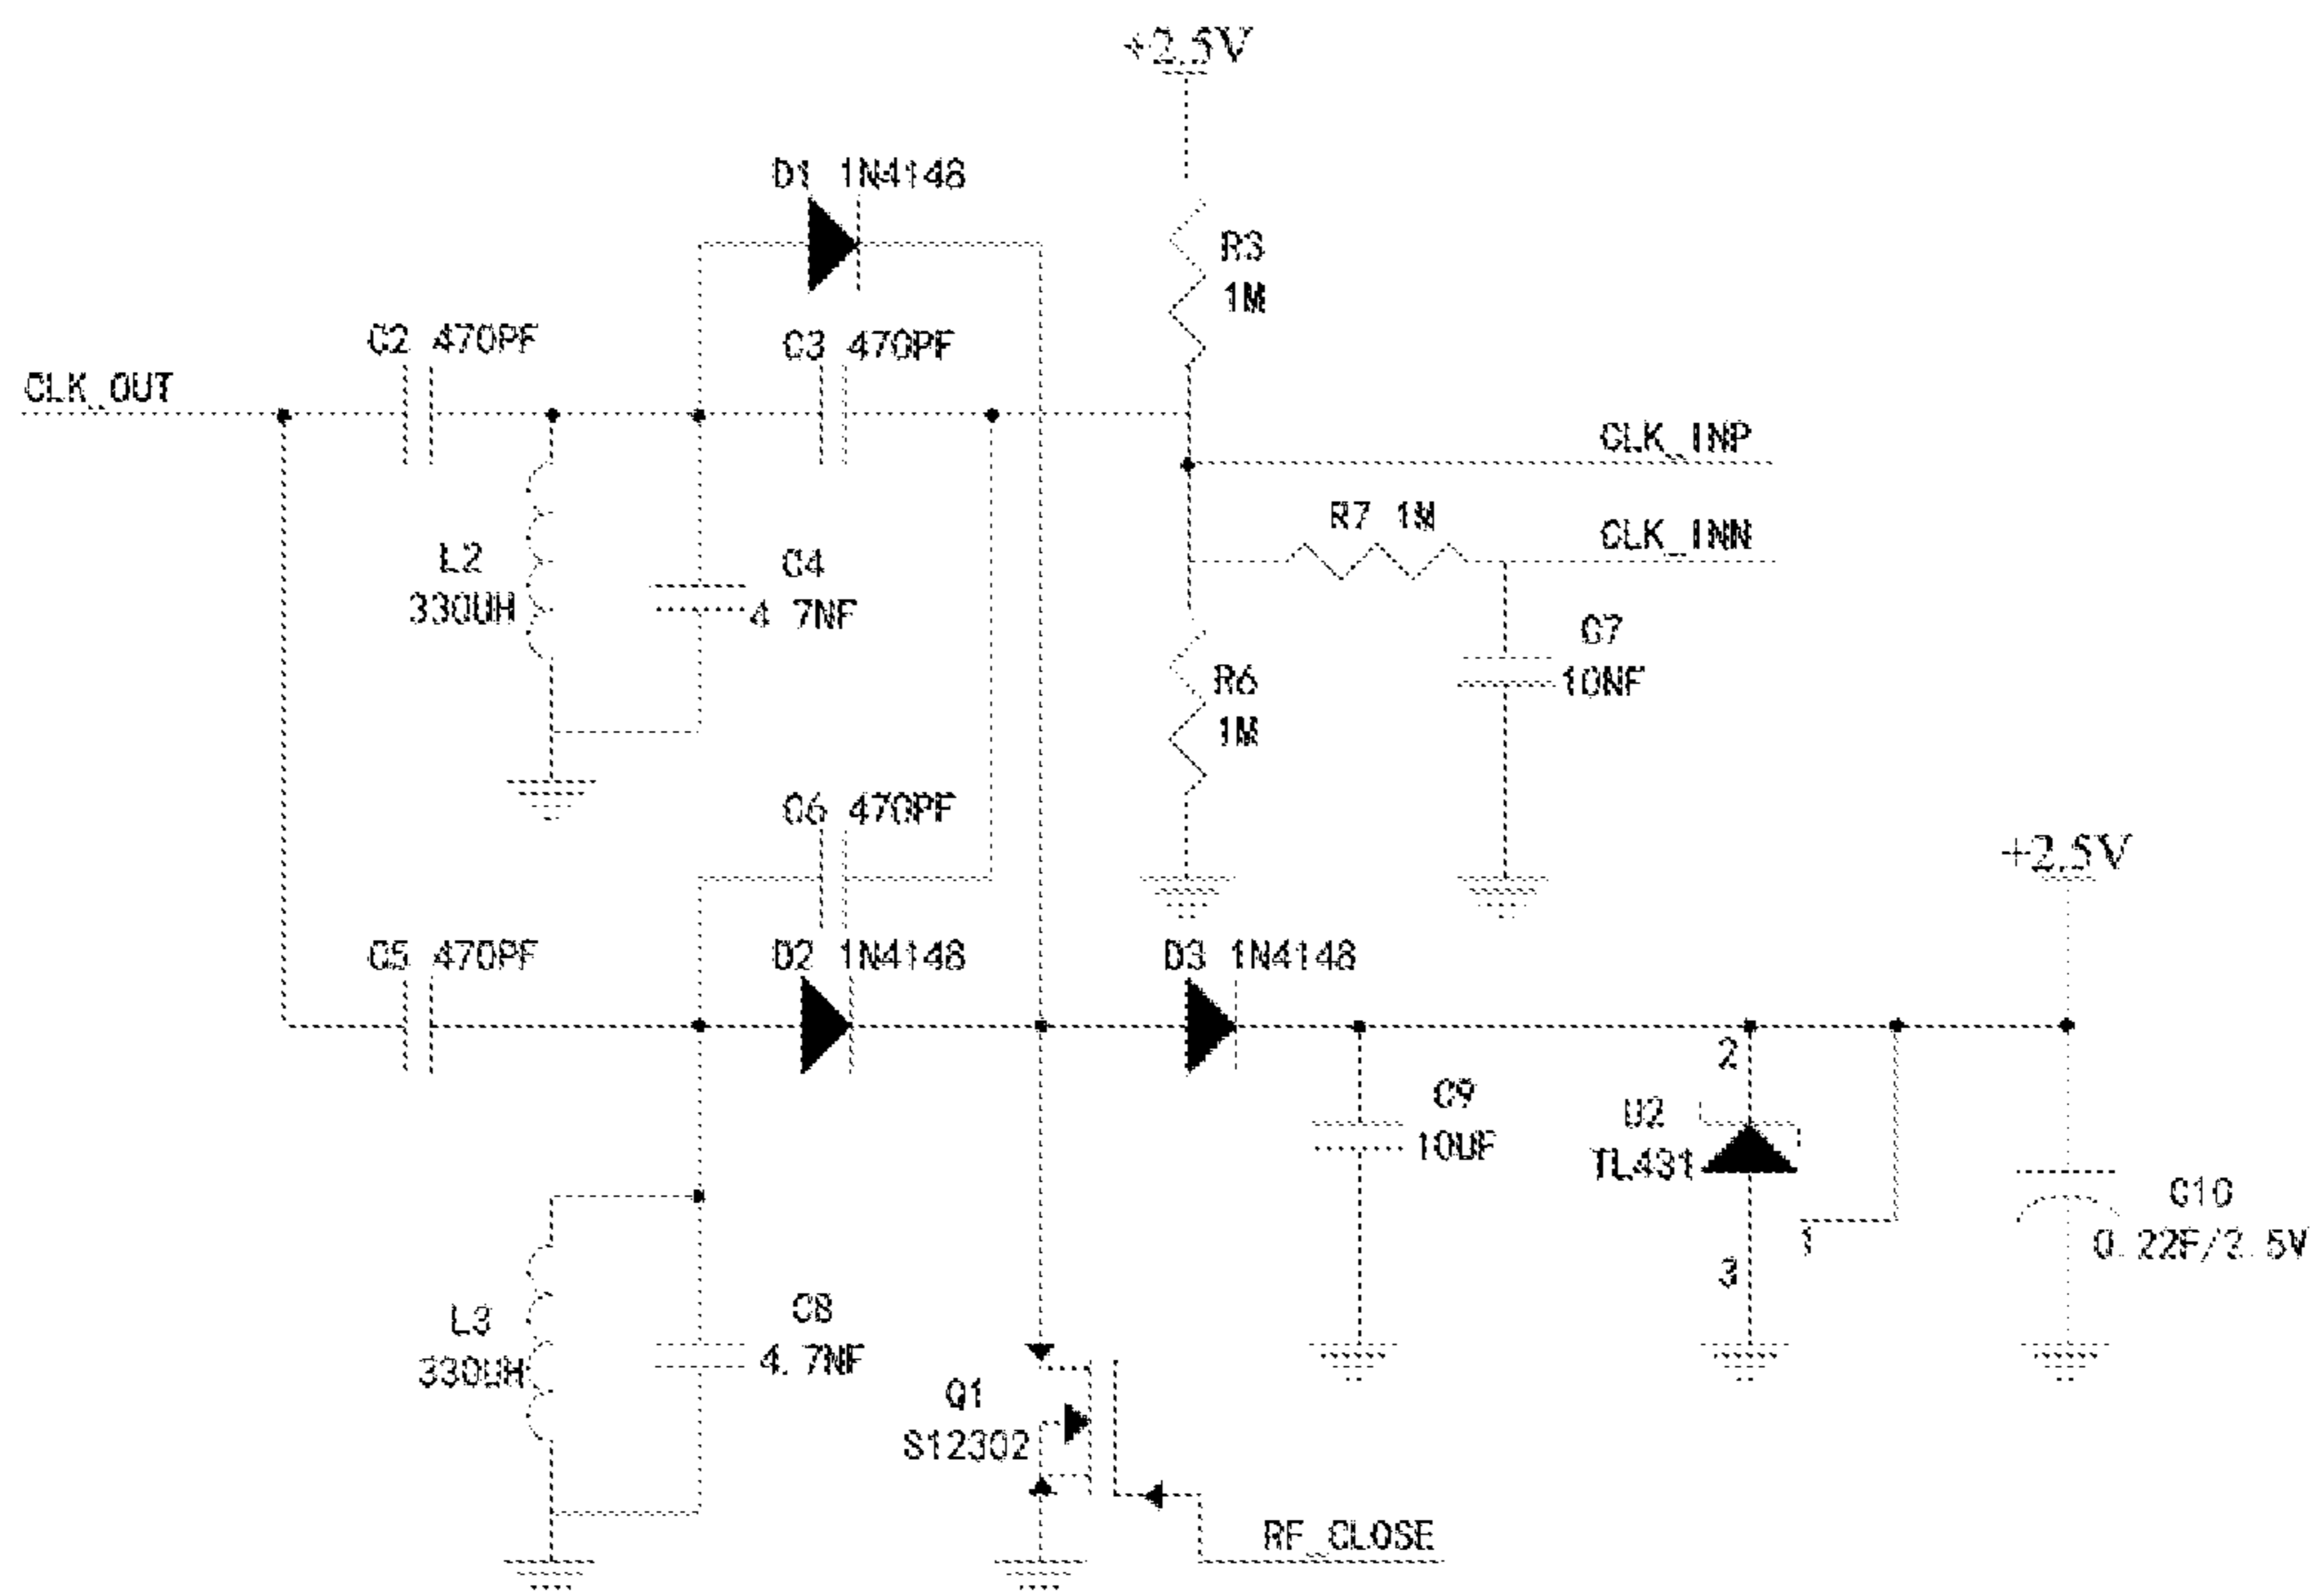 +2.5V
D1 1N4148
R3
1M
C2 470PF
C3 470PF
CLK_OUT
CLK_INP
R7 1M
CLK_INN
L2
330UH
C4
4.7NF
C7
10NF
R6
1M
C6 470PF
+2.5V
C5 470PF
D2 1N4148
D3 1N4148
2
C9
10UF
U2
TL431
C10
0.22F/2.5V
1
3
L3
330UH
C8
4.7NF
Q1
S12302
RF_CLOSE